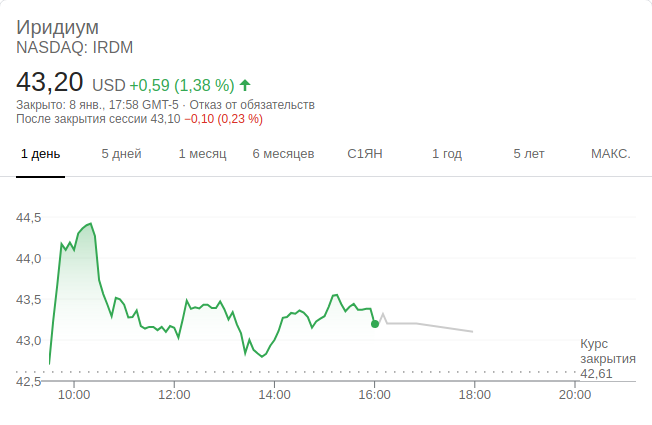 Иридиум
NASDAQ: IRDM
43,20 USD +0,59 (1,38 %)
Закрыто: 8 янв., 17:58 GMT-5 · Отказ от обязательств
После закрытия сессии 43,10 −0,10 (0,23 %)
1 день 5 дней 1 месяц 6 месяцев С1ЯН 1 год 5 лет МАКС.
44,5
44,0
43,5
43,0
Курс
закрытия
42,61
42,5
10:00 12:00 14:00 16:00 18:00 20:00